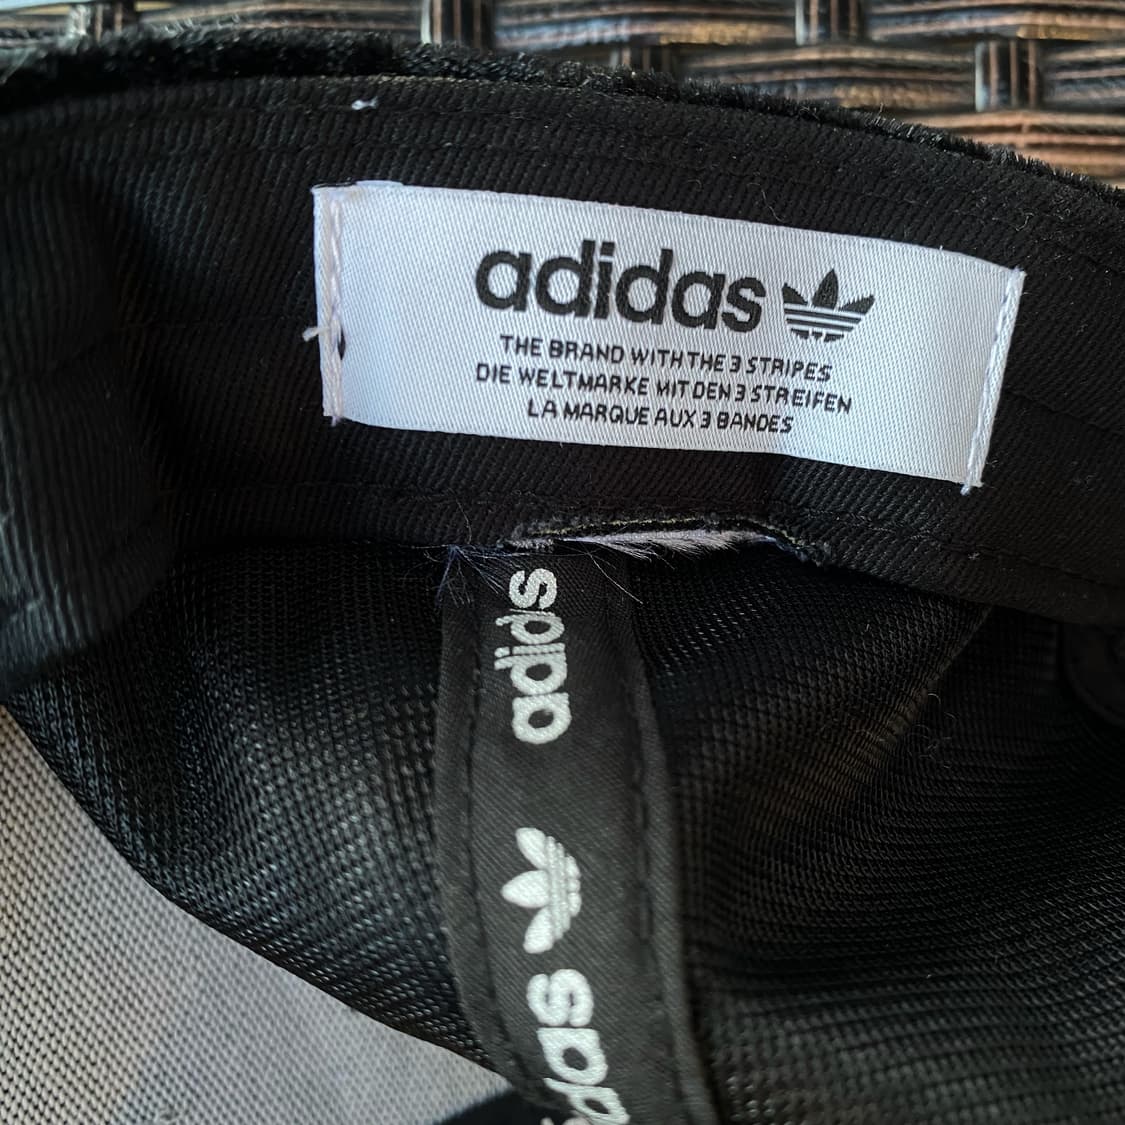 adidas
THE BRAND WITH THE 3 STRIPES
DIE WELTMARKE MIT DEN 3 STREIFEN
LA MARQUE AUX 3 BANDES
adids
adidas